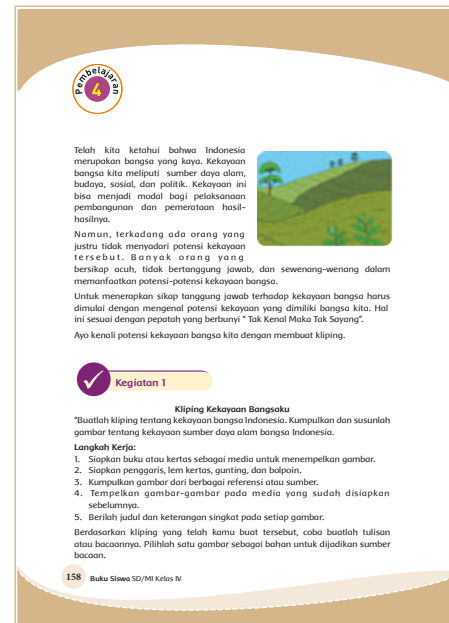 Pembelajaran
4
Telah kita ketahui bahwa Indonesia
merupakan bangsa yang kaya. Kekayaan
bangsa kita meliputi sumber daya alam,
budaya, sosial, dan politik. Kekayaan ini
bisa menjadi modal bagi pelaksanaan
pembangunan dan pemerataan hasil-
hasilnya.
Namun, terkadang ada orang yang
justru tidak menyadari potensi kekayaan
tersebut. Banyak orang yang
bersikap acuh, tidak bertanggung jawab, dan sewenang-wenang dalam
memanfaatkan potensi-potensi kekayaan bangsa.
Untuk menerapkan sikap tanggung jawab terhadap kekayaan bangsa harus
dimulai dengan mengenal potensi kekayaan yang dimiliki bangsa kita. Hal
ini sesuai dengan pepatah yang berbunyi “ Tak Kenal Maka Tak Sayang”.
Ayo kenali potensi kekayaan bangsa kita dengan membuat kliping.
Kegiatan 1
Kliping Kekayaan Bangsaku
“Buatlah kliping tentang kekayaan bangsa Indonesia. Kumpulkan dan susunlah
gambar tentang kekayaan sumber daya alam bangsa Indonesia.
Langkah Kerja:
1. Siapkan buku atau kertas sebagai media untuk menempelkan gambar.
2. Siapkan penggaris, lem kertas, gunting, dan bolpoin.
3. Kumpulkan gambar dari berbagai referensi atau sumber.
4. Tempelkan gambar-gambar pada media yang sudah disiapkan
sebelumnya.
5. Berilah judul dan keterangan singkat pada setiap gambar.
Berdasarkan kliping yang telah kamu buat tersebut, coba buatlah tulisan
atau bacaannya. Pilihlah satu gambar sebagai bahan untuk dijadikan sumber
bacaan.
158 Buku Siswa SD/MI Kelas IV